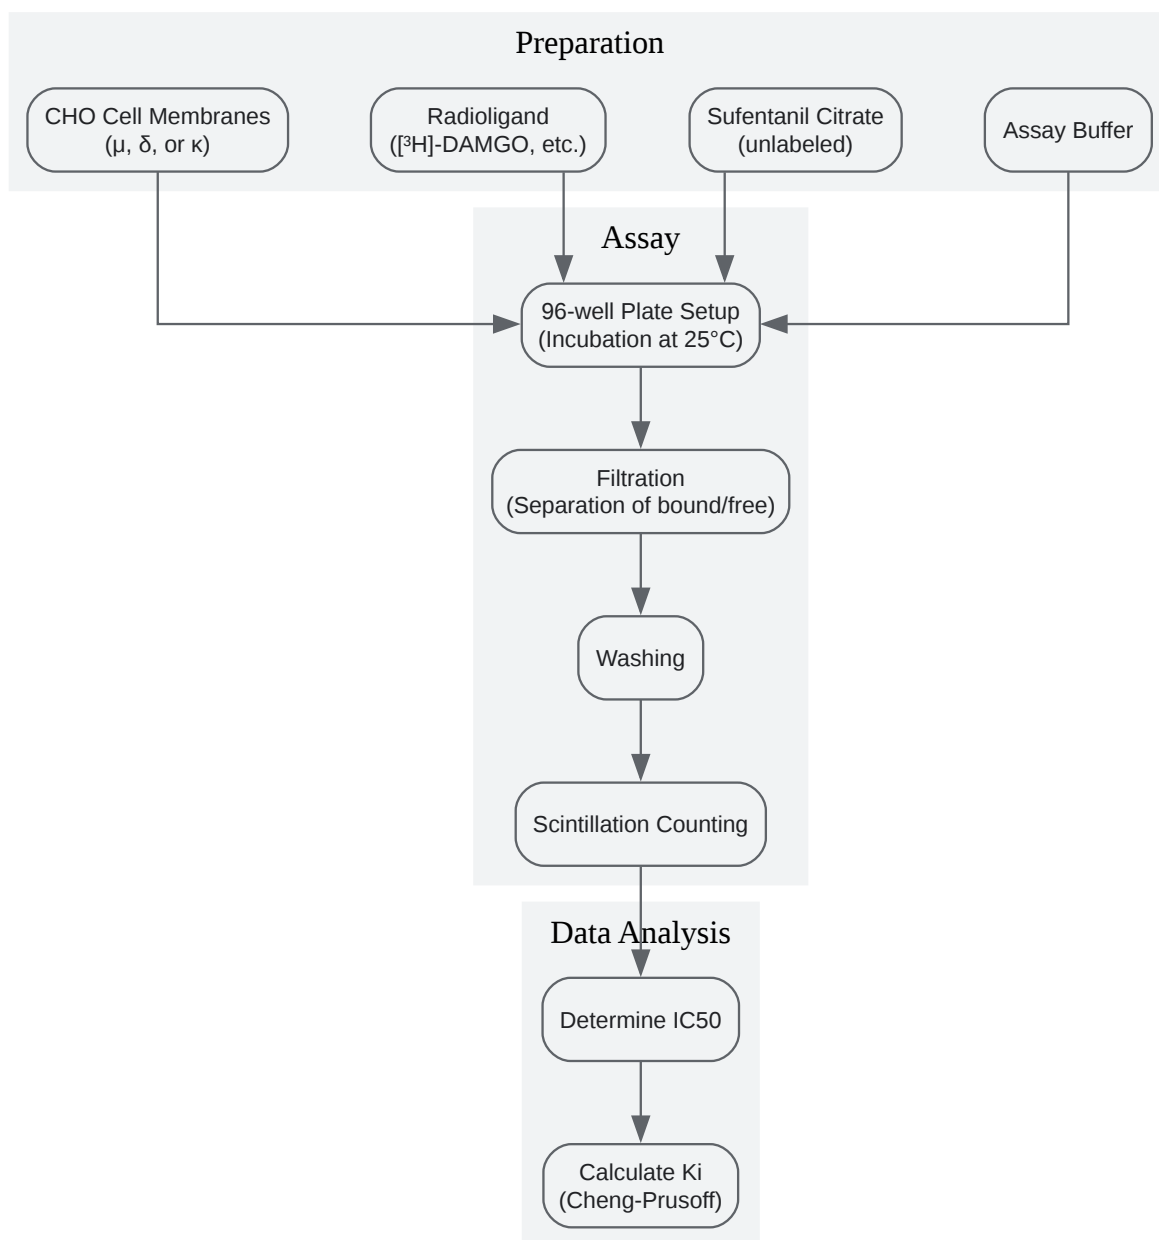 Preparation
CHO Cell Membranes
(μ, δ, or κ)
Radioligand
([³H]-DAMGO, etc.)
Sufentanil Citrate
(unlabeled)
Assay Buffer
Assay
96-well Plate Setup
(Incubation at 25°C)
Filtration
(Separation of bound/free)
Washing
Scintillation Counting
Data Analysis
Determine IC50
Calculate Ki
(Cheng-Prusoff)